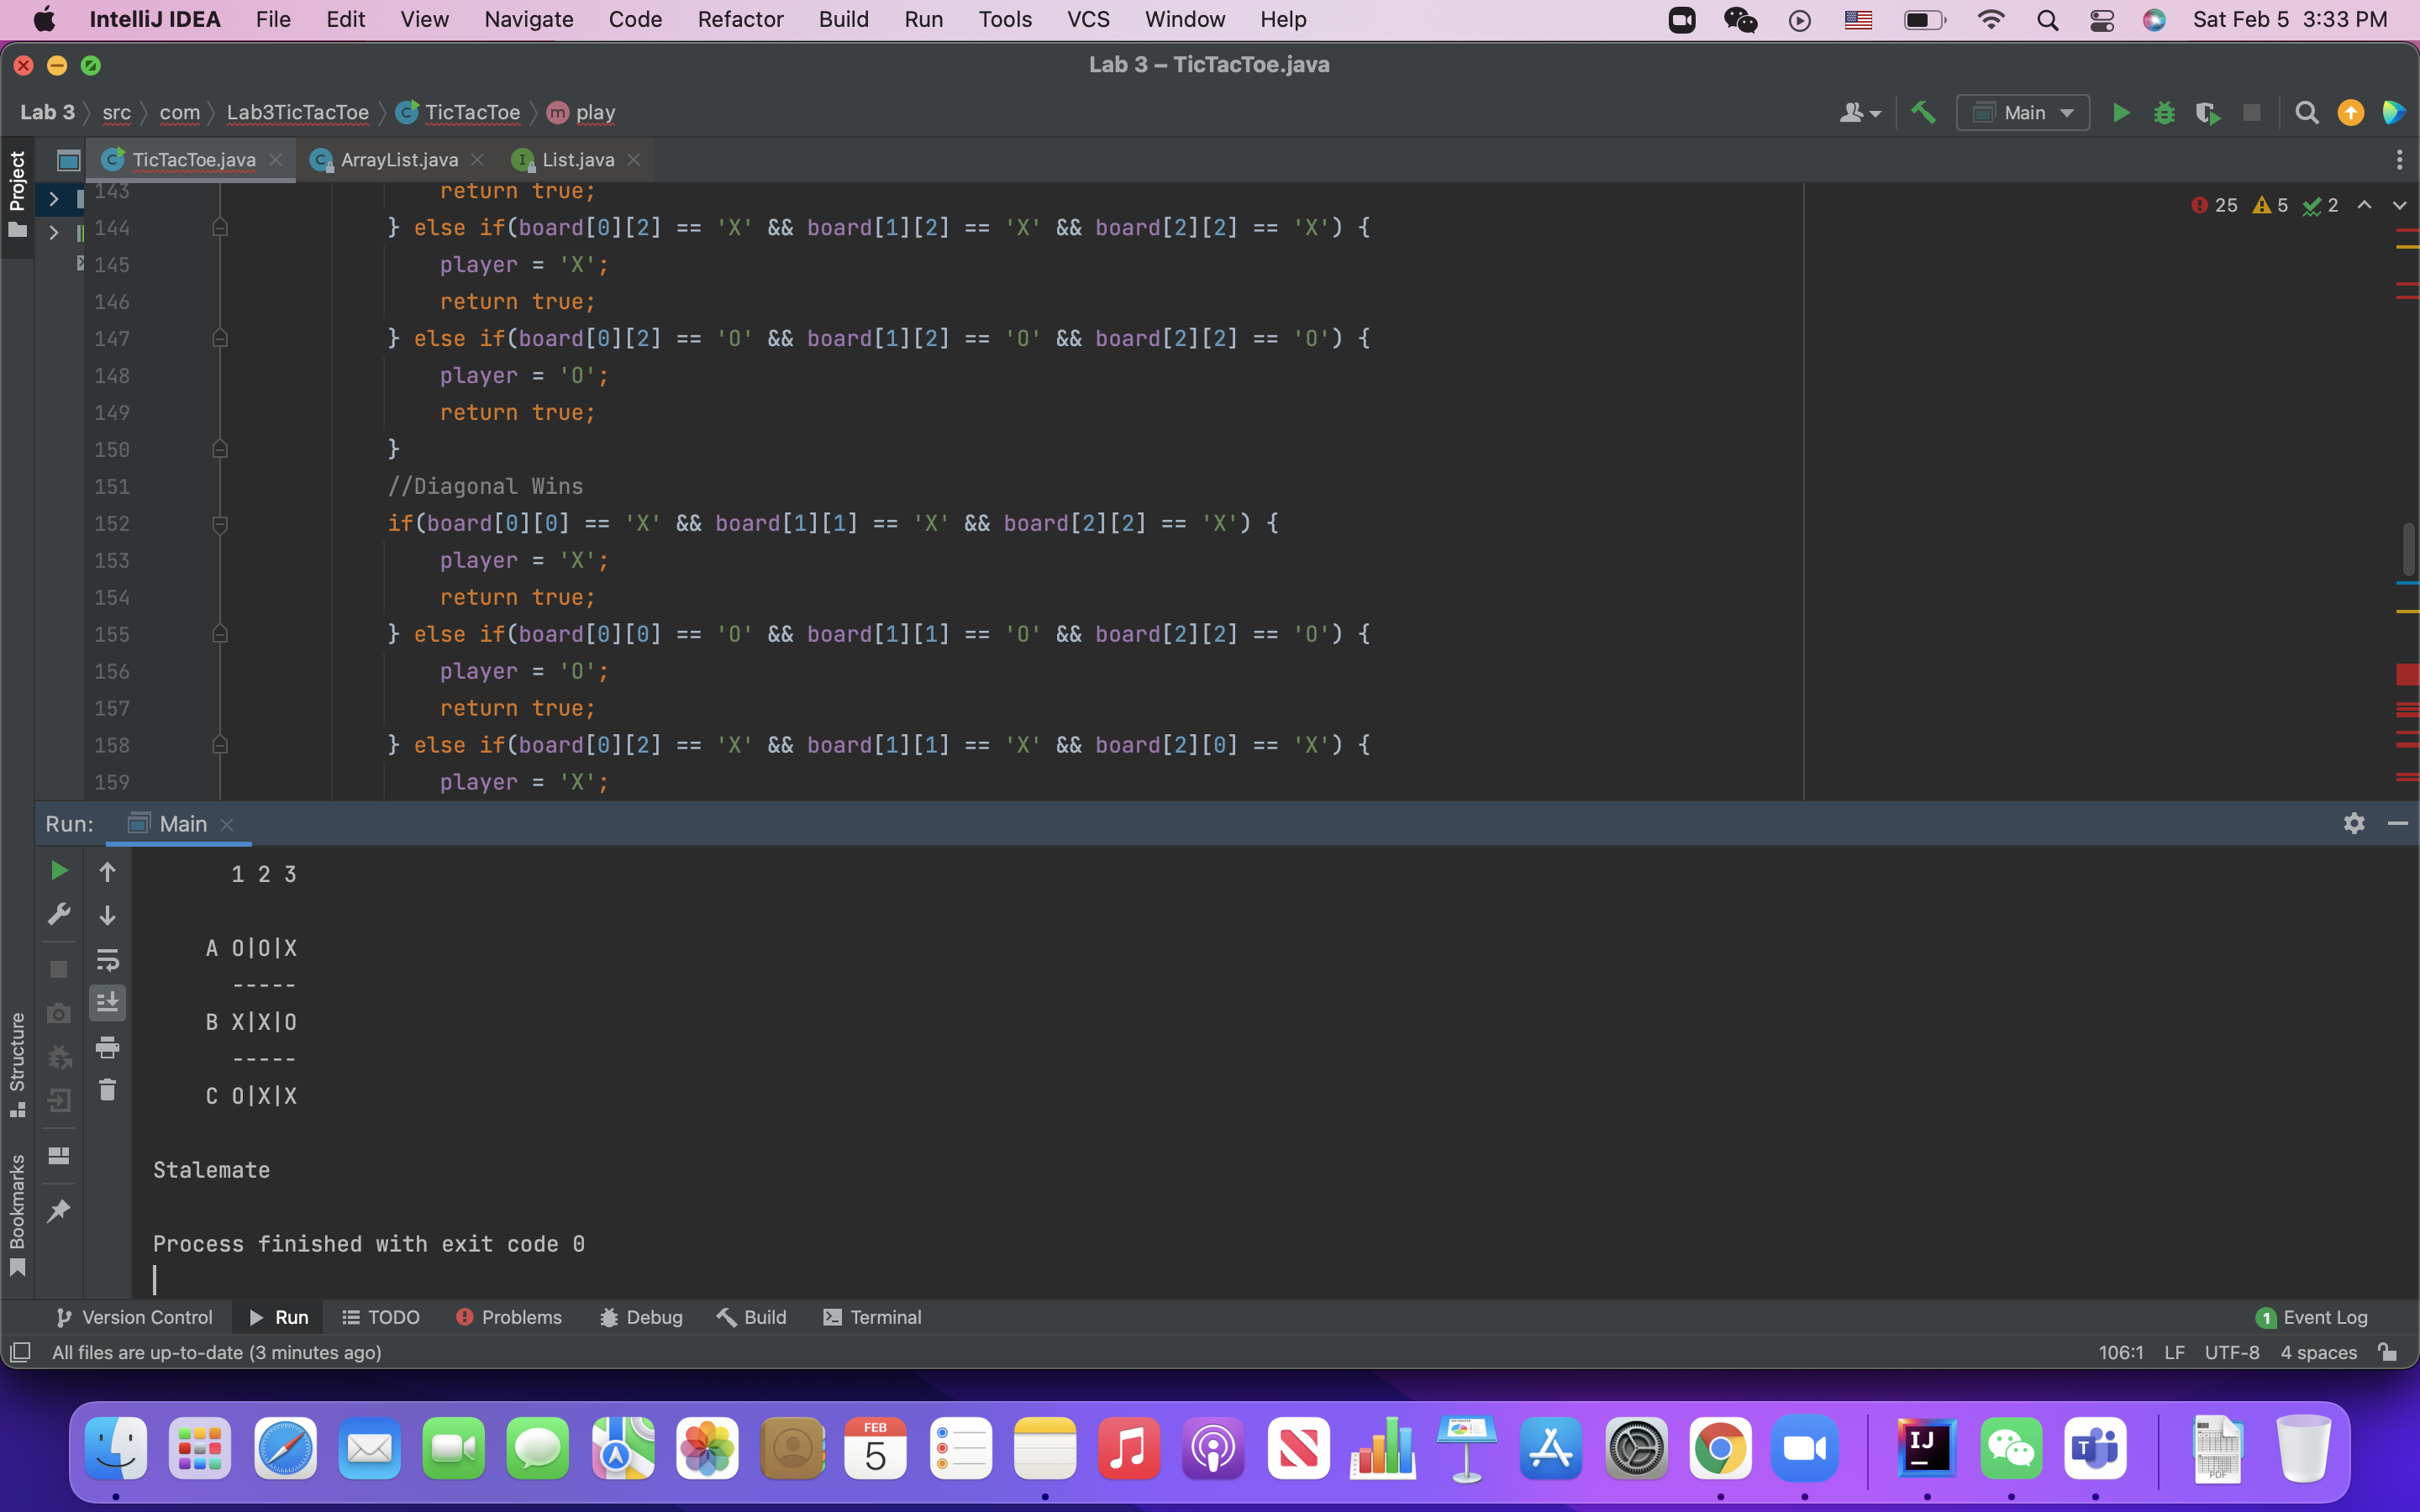 IntelliJ IDEA File Edit View Navigate Code Refactor Build Run Tools VCS Window Help Sat Feb 5 3:33 PM
Lab 3 – TicTacToe.java
Lab 3 src com Lab3TicTacToe TicTacToe play Main
Project TicTacToe.java ArrayList.java List.java
143 return true;
25 5 2
144 } else if(board[0][2] == 'X' && board[1][2] == 'X' && board[2][2] == 'X') {
145 player = 'X';
146 return true;
147 } else if(board[0][2] == 'O' && board[1][2] == 'O' && board[2][2] == 'O') {
148 player = 'O';
149 return true;
150 }
151 //Diagonal Wins
152 if(board[0][0] == 'X' && board[1][1] == 'X' && board[2][2] == 'X') {
153 player = 'X';
154 return true;
155 } else if(board[0][0] == 'O' && board[1][1] == 'O' && board[2][2] == 'O') {
156 player = 'O';
157 return true;
158 } else if(board[0][2] == 'X' && board[1][1] == 'X' && board[2][0] == 'X') {
159 player = 'X';
Run: Main
1 2 3
A O|O|X
-----
B X|X|O
-----
C O|X|X
Stalemate
Process finished with exit code 0
Structure
Bookmarks
Version Control Run TODO Problems Debug Build Terminal 1 Event Log
All files are up-to-date (3 minutes ago) 106:1 LF UTF-8 4 spaces
FEB
5
IJ
T
PDF